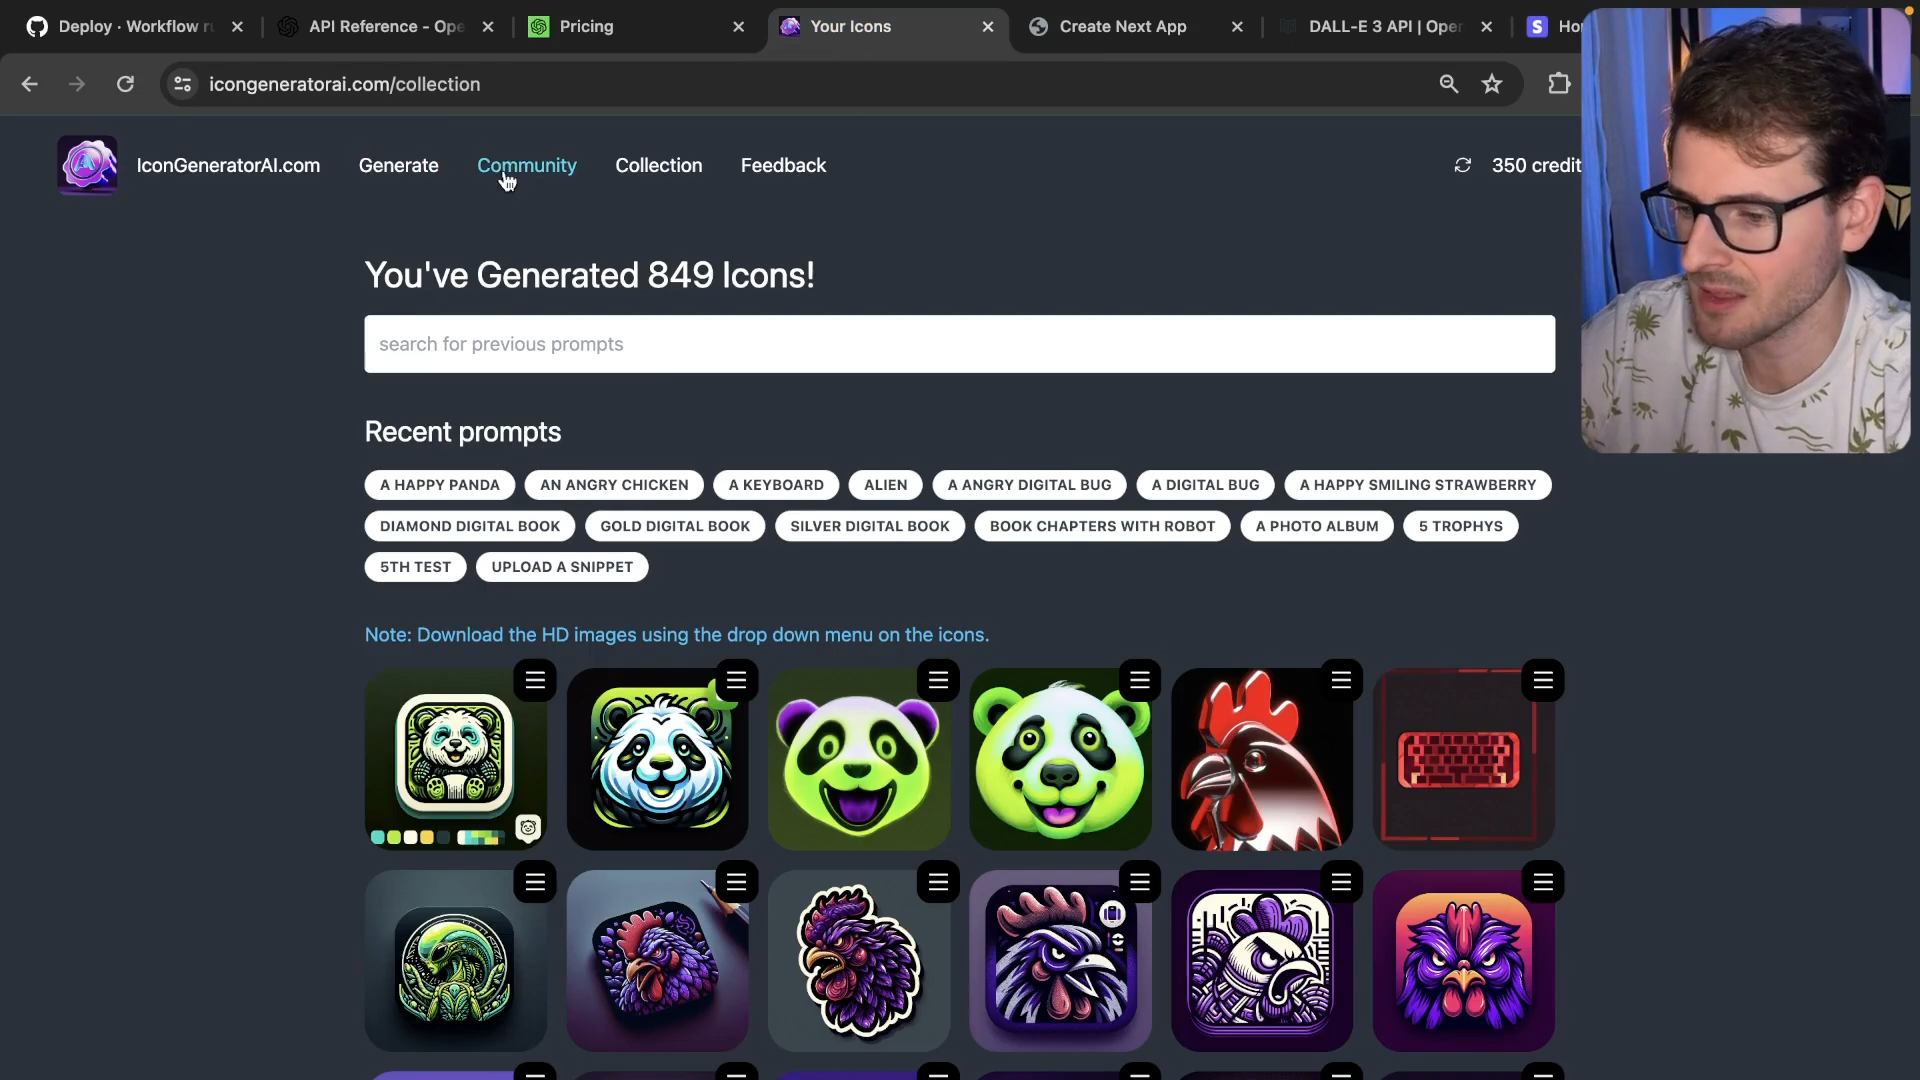 Deploy · Workflow ru
API Reference - Ope
Pricing
Your Icons
Create Next App
DALL-E 3 API | Oper
S
Ho
icongeneratorai.com/collection
IconGeneratorAI.com
Generate
Community
Collection
Feedback
350 credit
You've Generated 849 Icons!
search for previous prompts
Recent prompts
A HAPPY PANDA
AN ANGRY CHICKEN
A KEYBOARD
ALIEN
A ANGRY DIGITAL BUG
A DIGITAL BUG
A HAPPY SMILING STRAWBERRY
DIAMOND DIGITAL BOOK
GOLD DIGITAL BOOK
SILVER DIGITAL BOOK
BOOK CHAPTERS WITH ROBOT
A PHOTO ALBUM
5 TROPHYS
5TH TEST
UPLOAD A SNIPPET
Note: Download the HD images using the drop down menu on the icons.